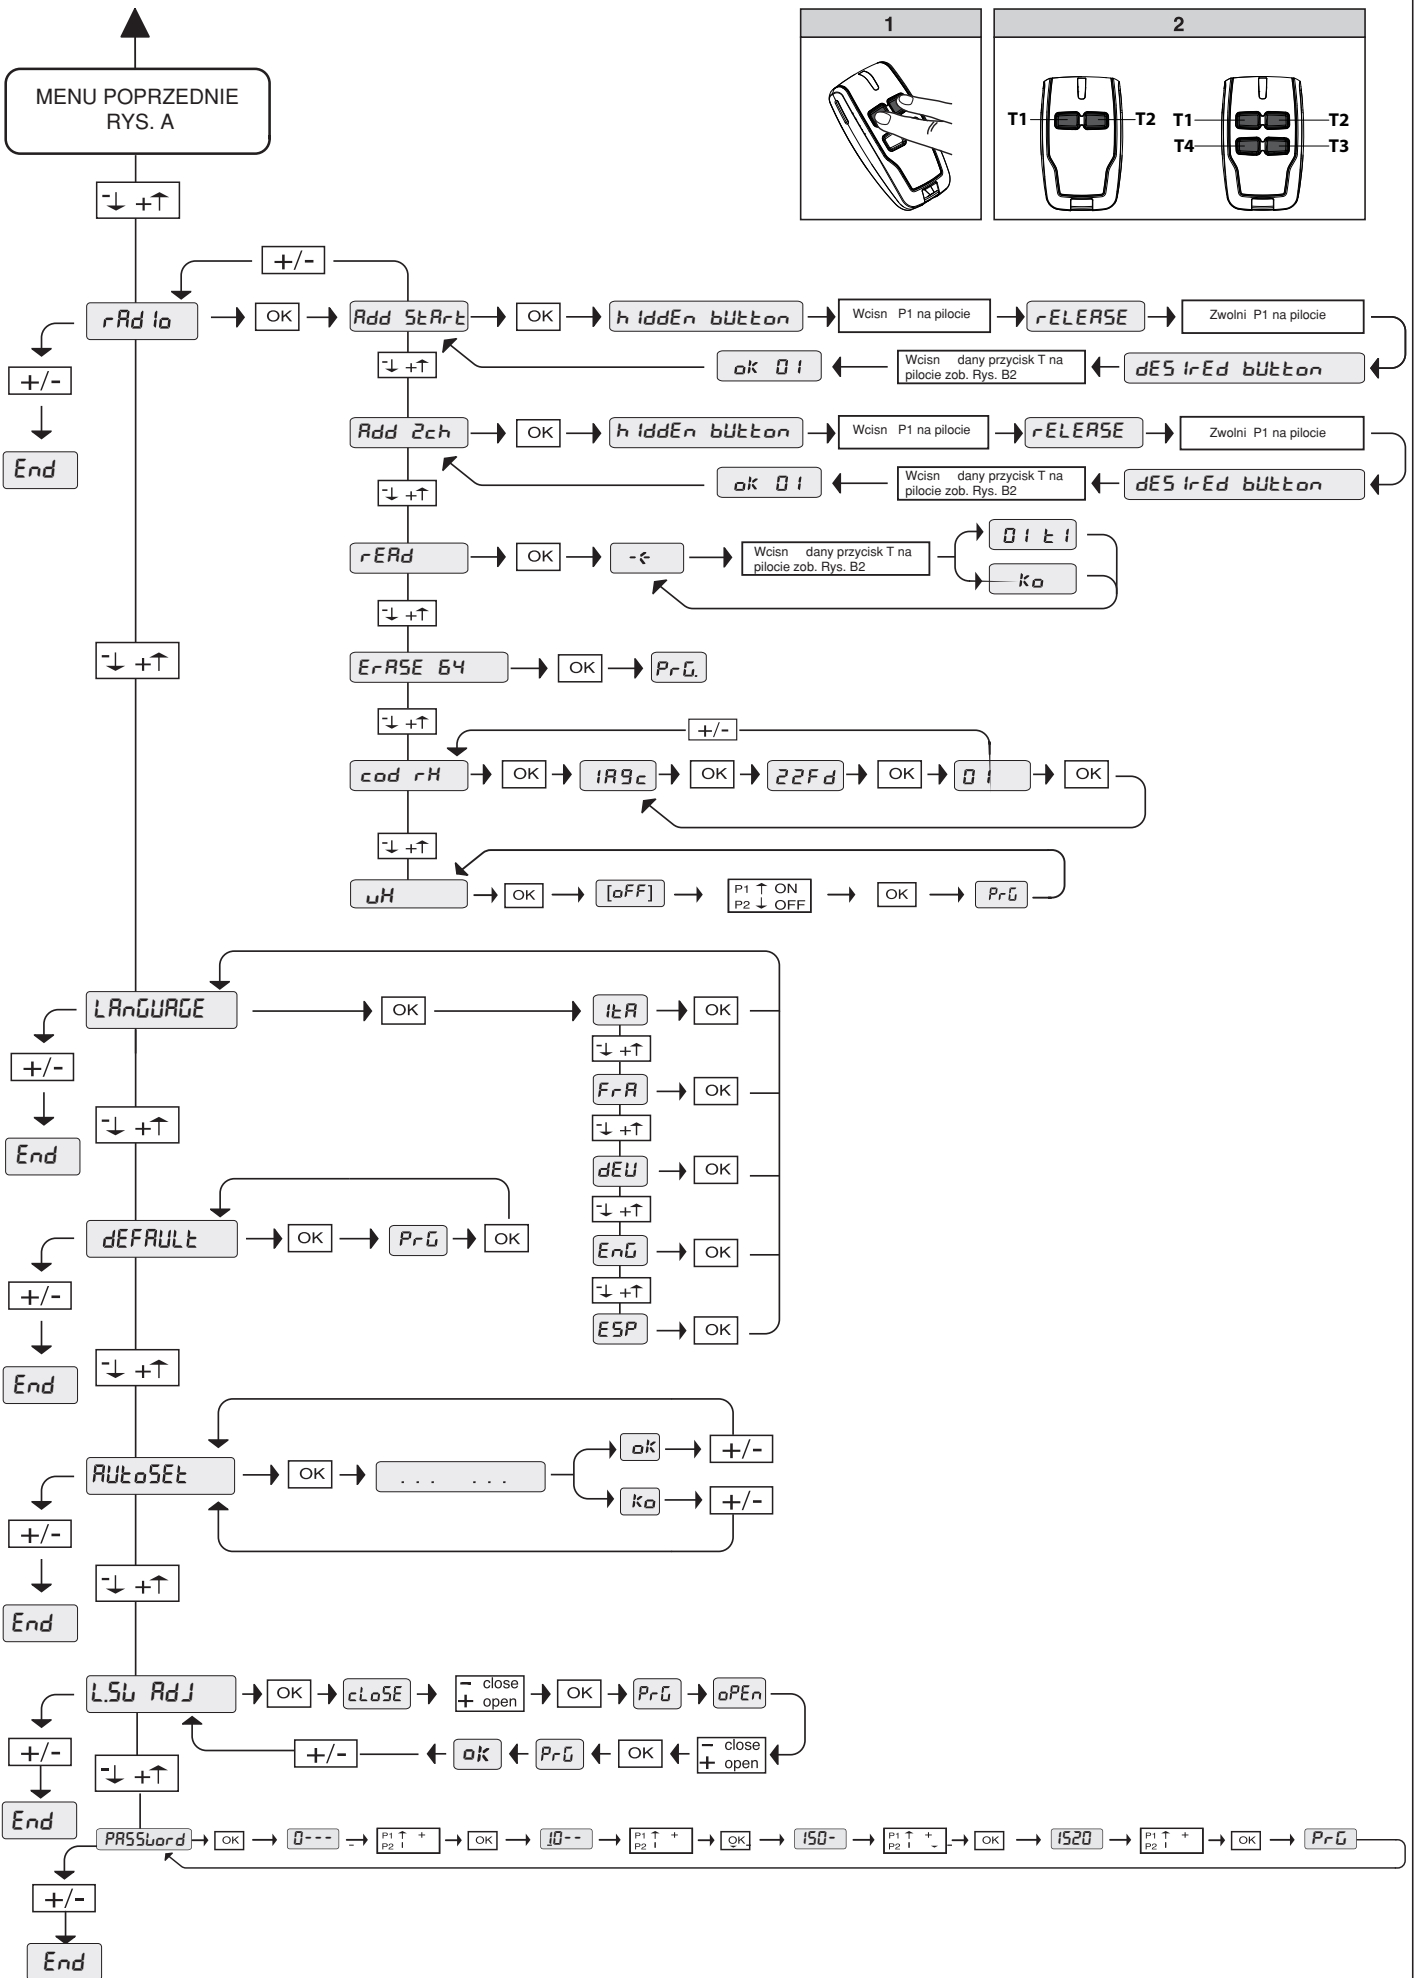 1
2
MENU POPRZEDNIE
RYS. A
T1 T2 T1 T2
T4 T3
-↓ +↑
+/-
rAdIo OK Add StArt OK hIddEn bUtton Wcisn P1 na pilocie rELEASE Zwolni P1 na pilocie
+/-
End
-↓ +↑
ok 01 Wcisn dany przycisk T na
pilocie zob. Rys. B2 dESIrEd bUtton
Add 2ch OK hIddEn bUtton Wcisn P1 na pilocie rELEASE Zwolni P1 na pilocie
-↓ +↑
ok 01 Wcisn dany przycisk T na
pilocie zob. Rys. B2 dESIrEd bUtton
rEAd OK Wcisn dany przycisk T na
pilocie zob. Rys. B2
01 t1
Ko
-↓ +↑
-↓ +↑
ErASE 64 OK PrG.
-↓ +↑
+/-
cod rH OK 1A9c OK 22Fd OK 01 OK
-↓ +↑
uH OK [oFF] P1 ↑ ON
P2 ↓ OFF OK PrG
LAnGUAGE OK ItA OK
+/-
End
-↓ +↑
FrA OK
-↓ +↑
-↓ +↑
dEU OK
-↓ +↑
EnG OK
-↓ +↑
ESP OK
dEFAULt OK PrG OK
+/-
End
-↓ +↑
AUtoSEt OK ... ...
ok +/-
Ko +/-
+/-
End
-↓ +↑
L.SW AdJ OK cLoSE - close
+ open OK PrG oPEn
+/- ok PrG OK - close
+ open
+/-
End
-↓ +↑
PASSword OK 0--- P1 ↑ +
P2 OK 10-- P1 ↑ +
P2 OK 150- P1 ↑ +
P2 OK 1520 P1 ↑ +
P2 OK PrG
+/-
End